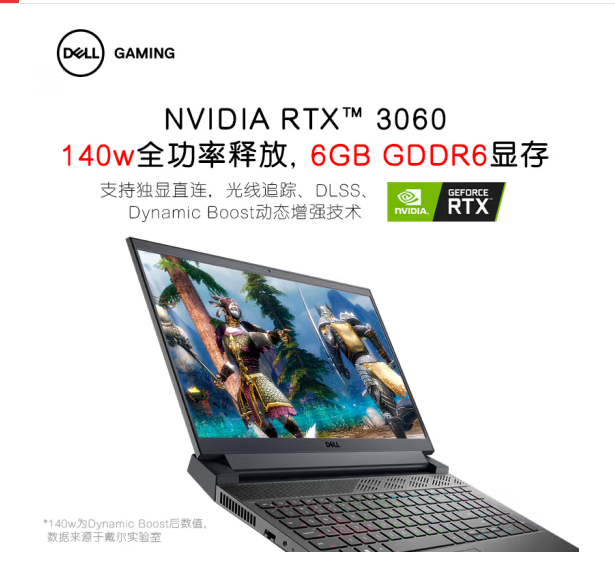 DELL GAMING
NVIDIA RTX™ 3060
140w全功率释放, 6GB GDDR6显存
支持独显直连, 光线追踪、DLSS、
Dynamic Boost动态增强技术
NVIDIA. GEFORCE RTX
DELL
*140w为Dynamic Boost后数值,
数据来源于戴尔实验室